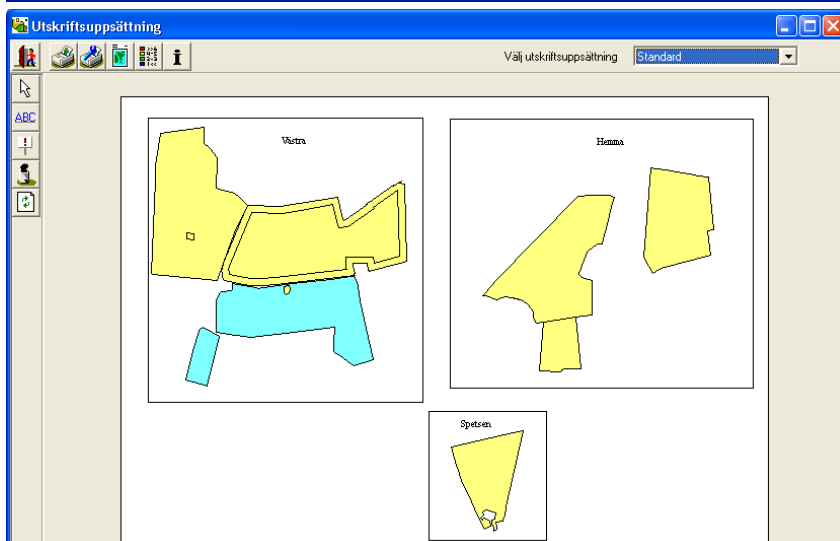 Utskriftsuppsättning
Välj utskriftsuppsättning Standard
ABC
Västra
Hemma
Spetsen